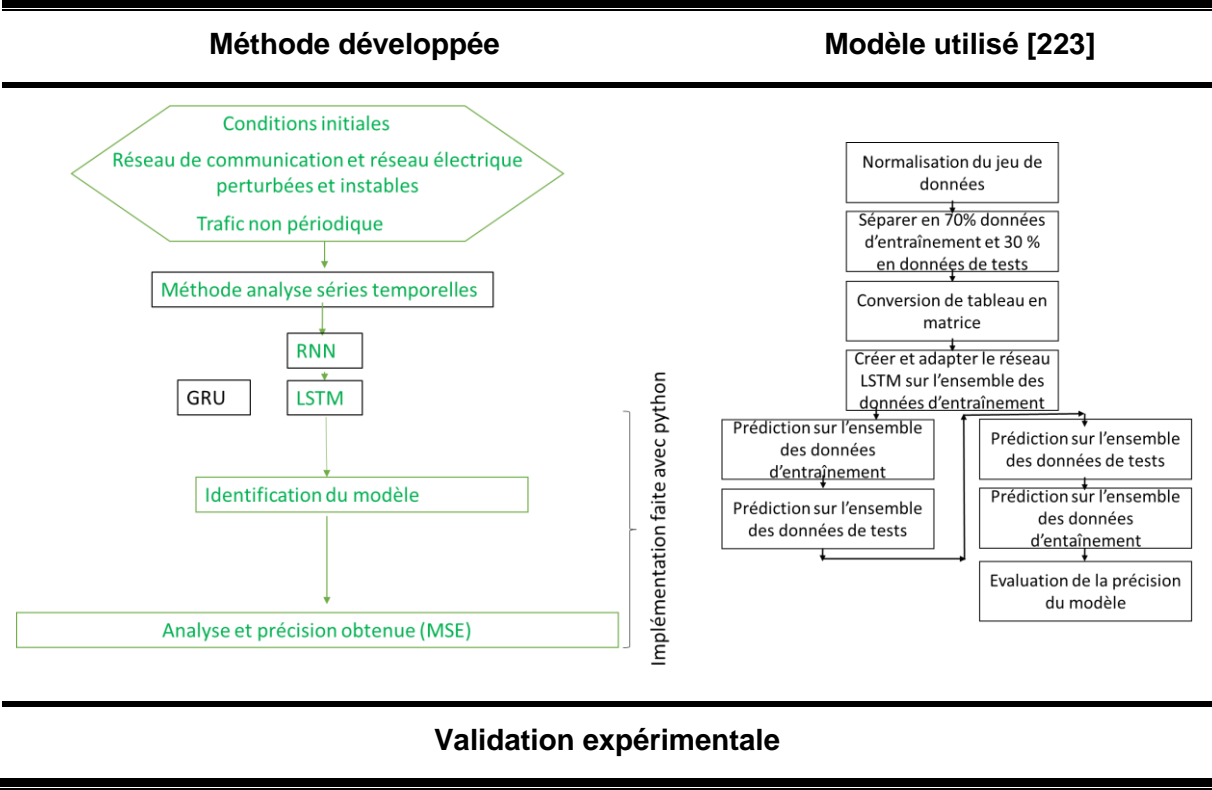 Méthode développée
Modèle utilisé [223]
Conditions initiales
Réseau de communication et réseau électrique
perturbées et instables
Trafic non périodique
Méthode analyse séries temporelles
RNN
GRU
LSTM
Identification du modèle
Analyse et précision obtenue (MSE)
Implémentation faite avec python
Normalisation du jeu de
données
Séparer en 70% données
d'entraînement et 30 %
en données de tests
Conversion de tableau en
matrice
Créer et adapter le réseau
LSTM sur l'ensemble des
données d'entraînement
Prédiction sur l'ensemble
des données
d'entraînement
Prédiction sur l'ensemble
des données de tests
Prédiction sur l'ensemble
des données de tests
Prédiction sur l'ensemble
des données
d'entaînement
Evaluation de la précision
du modèle
Validation expérimentale